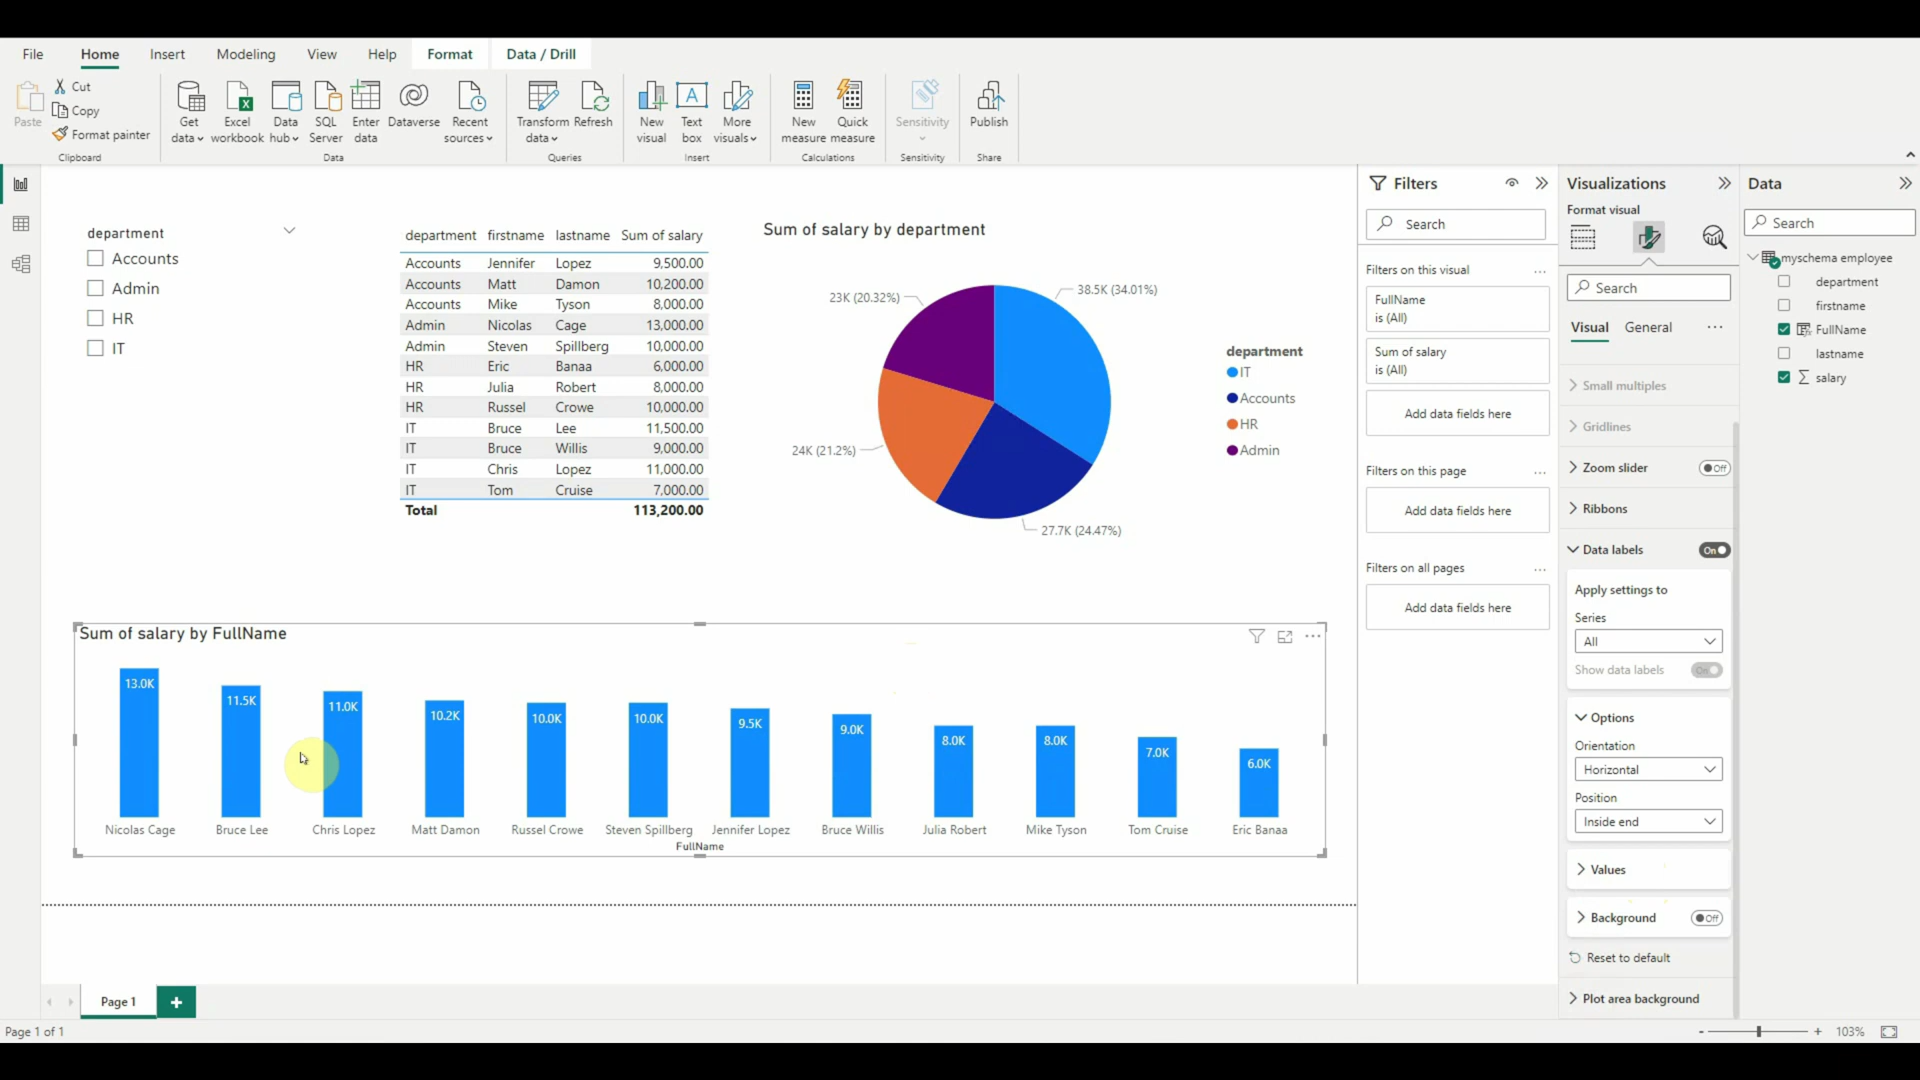 File Home Insert Modeling View Help Format Data / Drill
Paste
Cut
Copy
Format painter
Clipboard
Get data
Excel workbook
Data hub
SQL Server
Enter data
Dataverse
Recent sources
Data
Transform data
Refresh
Queries
New visual
Text box
More visuals
Insert
New measure
Quick measure
Calculations
Sensitivity
Sensitivity
Publish
Share
department
Accounts
Admin
HR
IT
department firstname lastname Sum of salary
Accounts Jennifer Lopez 9,500.00
Accounts Matt Damon 10,200.00
Accounts Mike Tyson 8,000.00
Admin Nicolas Cage 13,000.00
Admin Steven Spillberg 10,000.00
HR Eric Banaa 6,000.00
HR Julia Robert 8,000.00
HR Russel Crowe 10,000.00
IT Bruce Lee 11,500.00
IT Bruce Willis 9,000.00
IT Chris Lopez 11,000.00
IT Tom Cruise 7,000.00
Total 113,200.00
Sum of salary by department
23K (20.32%)
38.5K (34.01%)
24K (21.2%)
27.7K (24.47%)
department
IT
Accounts
HR
Admin
Sum of salary by FullName
13.0K 11.5K 11.0K 10.2K 10.0K 10.0K 9.5K 9.0K 8.0K 8.0K 7.0K 6.0K
Nicolas Cage Bruce Lee Chris Lopez Matt Damon Russel Crowe Steven Spillberg Jennifer Lopez Bruce Willis Julia Robert Mike Tyson Tom Cruise Eric Banaa
FullName
Filters
Search
Filters on this visual
FullName
is (All)
Sum of salary
is (All)
Add data fields here
Filters on this page
Add data fields here
Filters on all pages
Add data fields here
Visualizations
Format visual
Search
Visual General
Small multiples
Gridlines
Zoom slider Off
Ribbons
Data labels On
Apply settings to
Series
All
Show data labels On
Options
Orientation
Horizontal
Position
Inside end
Values
Background Off
Reset to default
Plot area background
Data
Search
myschema employee
department
firstname
FullName
lastname
salary
Page 1
Page 1 of 1
103%